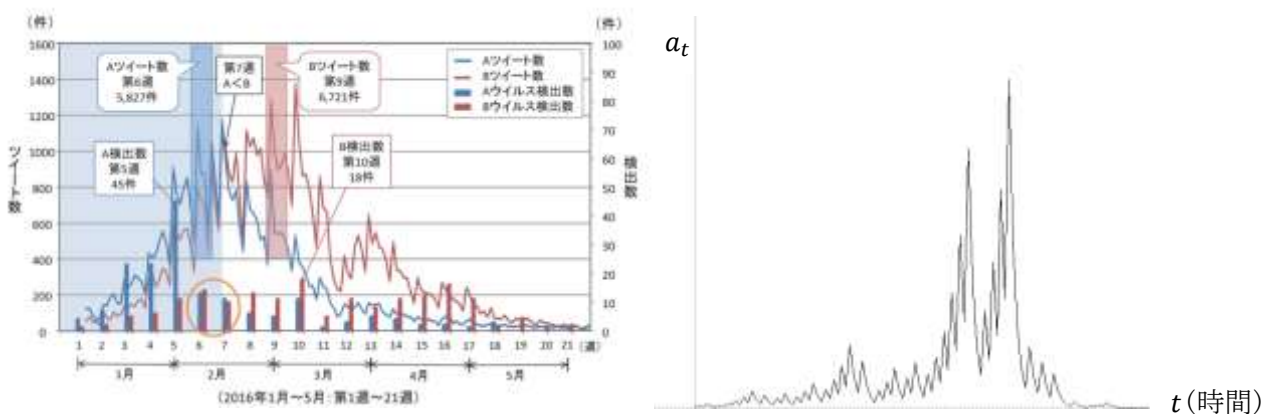 (件)
(件)
1600
1400
1200
1000
800
600
400
200
0
100
90
80
70
60
50
40
30
20
10
0
ツイート数
検出数
Aツイート数
第6週
5,827件
第7週
A<B
Bツイート数
第9週
6,721件
Aツイート数
Bツイート数
Aウイルス検出数
Bウイルス検出数
A検出数
第5週
45件
B検出数
第10週
18件
1 2 3 4 5 6 7 8 9 10 11 12 13 14 15 16 17 18 19 20 21 (週)
1月 2月 3月 4月 5月
(2016年1月~5月:第1週~21週)
a_t
t(時間)